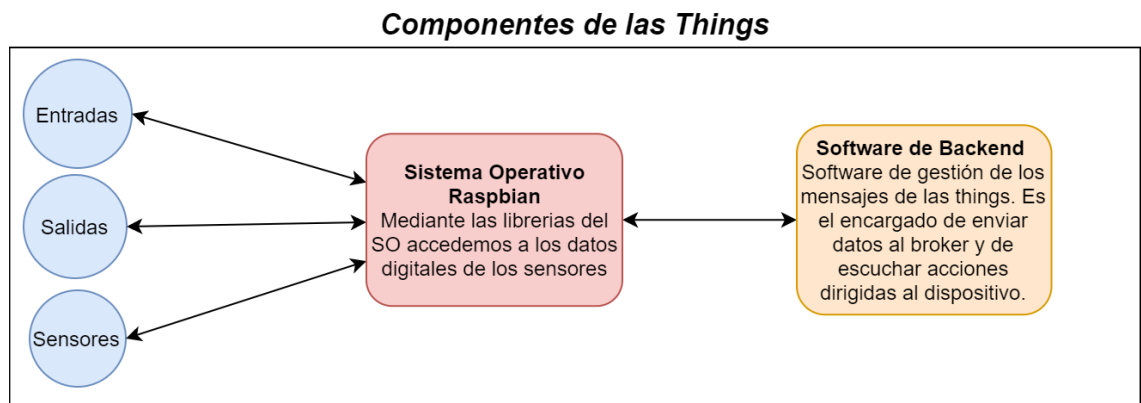 Componentes de las Things
Entradas
Salidas
Sensores
Sistema Operativo
Raspbian
Mediante las librerias del
SO accedemos a los datos
digitales de los sensores
Software de Backend
Software de gestión de los
mensajes de las things. Es
el encargado de enviar
datos al broker y de
escuchar acciones
dirigidas al dispositivo.